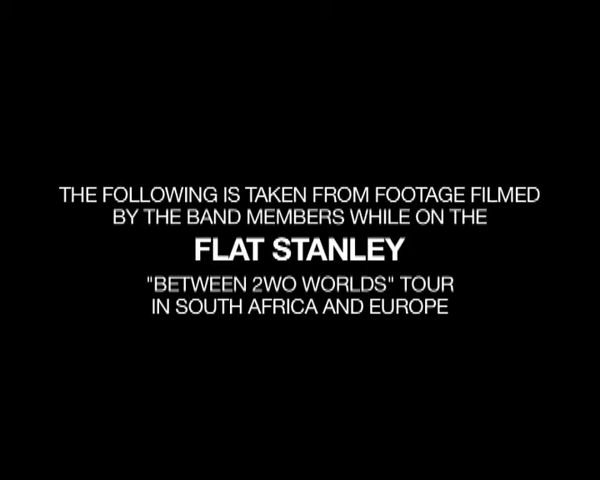 THE FOLLOWING IS TAKEN FROM FOOTAGE FILMED
BY THE BAND MEMBERS WHILE ON THE
FLAT STANLEY
"BETWEEN 2WO WORLDS" TOUR
IN SOUTH AFRICA AND EUROPE